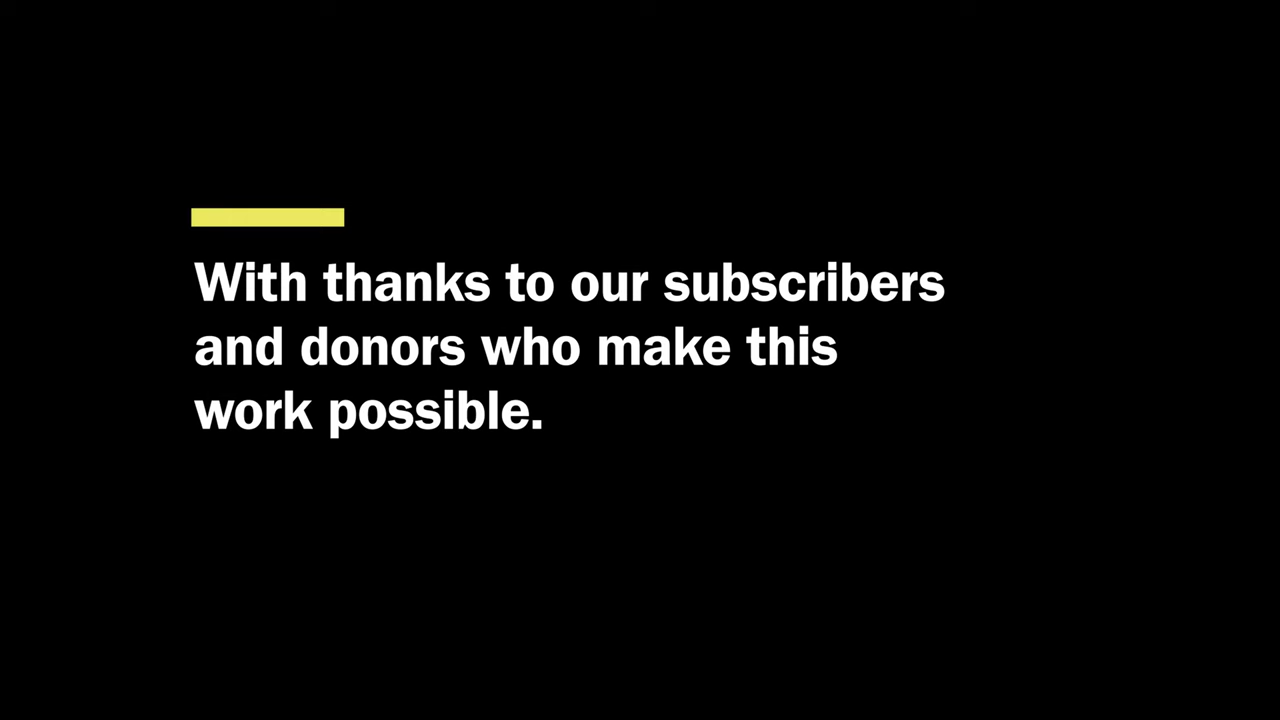 With thanks to our subscribers
and donors who make this
work possible.